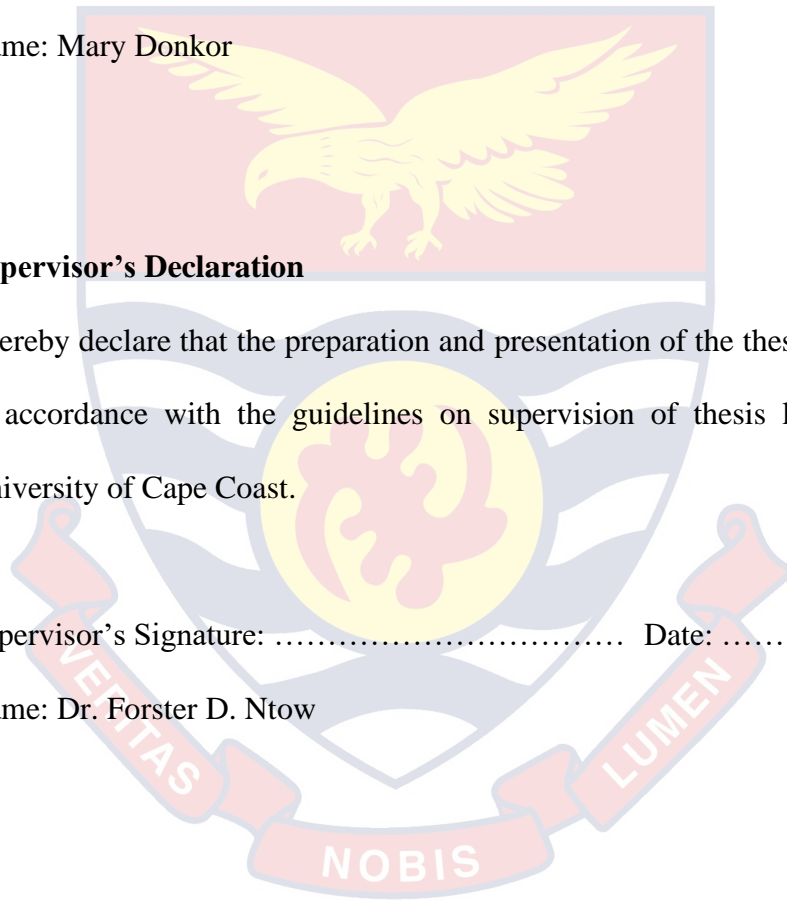 ame: Mary Donkor
pervisor's Declaration
ereby declare that the preparation and presentation of the thes
accordance with the guidelines on supervision of thesis l
niversity of Cape Coast.
pervisor's Signature: …………………………… Date: ……
ame: Dr. Forster D. Ntow
VERITAS
NOBIS
LUMEN